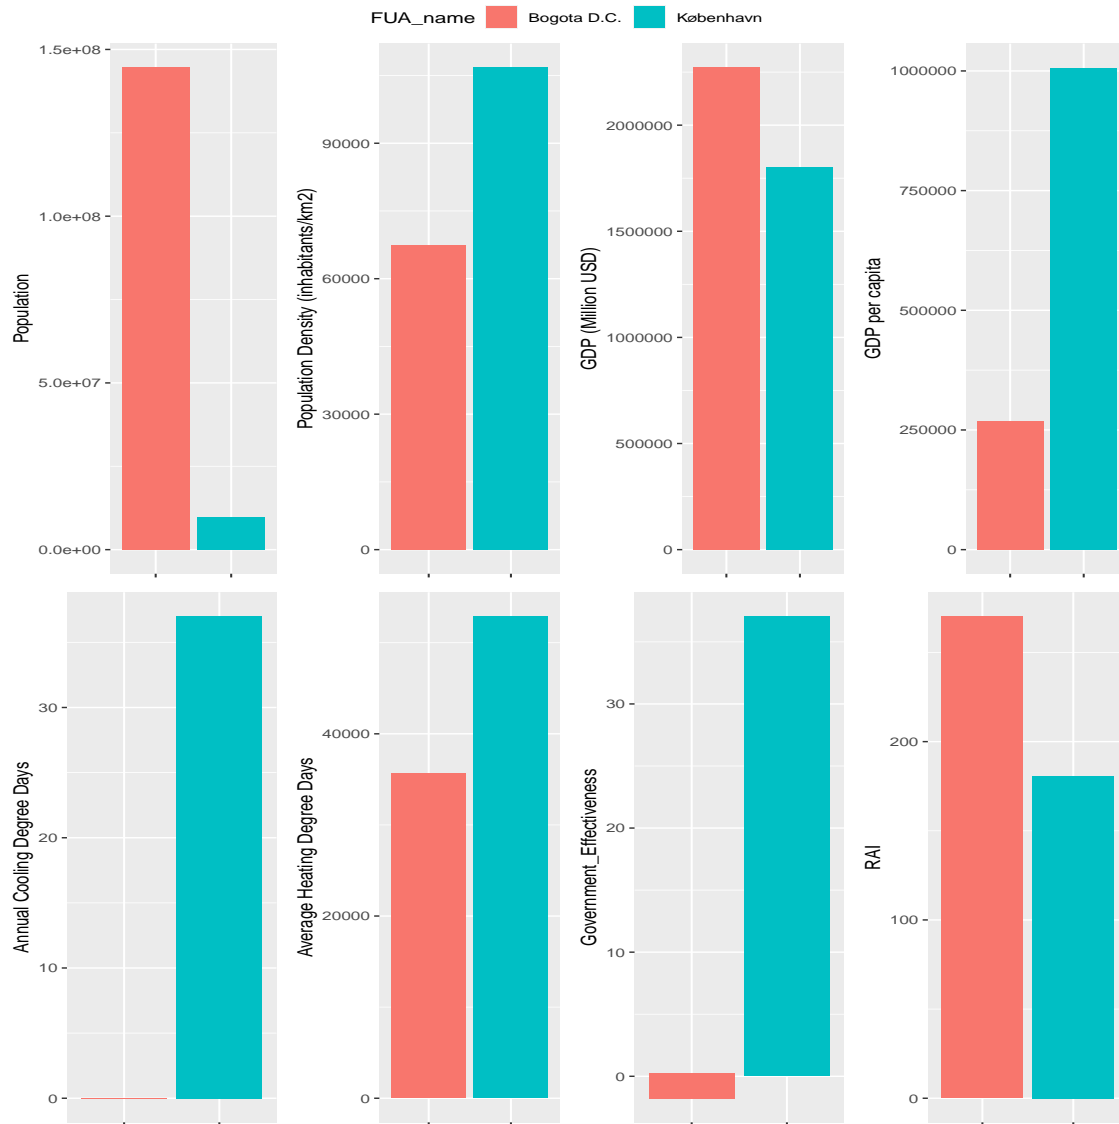 FUA_name Bogota D.C. København
Population
1.5e+08
1.0e+08
5.0e+07
0.0e+00
Population Density (inhabitants/km2)
90000
60000
30000
0
GDP (Million USD)
2000000
1500000
1000000
500000
0
GDP per capita
1000000
750000
500000
250000
0
Annual Cooling Degree Days
30
20
10
0
Average Heating Degree Days
40000
20000
0
Government_Effectiveness
30
20
10
0
RAI
200
100
0